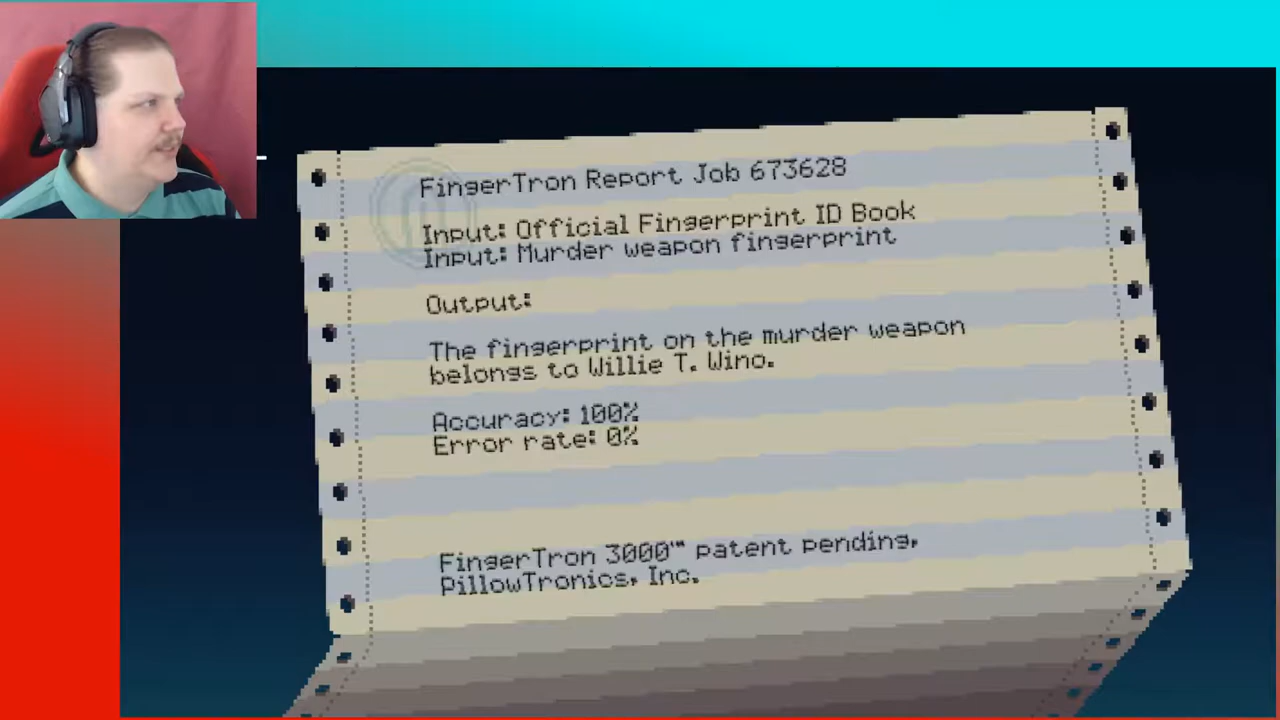 FingerTron Report Job 673628
Input: Official Fingerprint ID Book
Input: Murder weapon fingerprint
Output:
The fingerprint on the murder weapon
belongs to Willie T. Wino.
Accuracy: 100%
Error rate: 0%
FingerTron 3000™ patent pending,
PillowTronics, Inc.